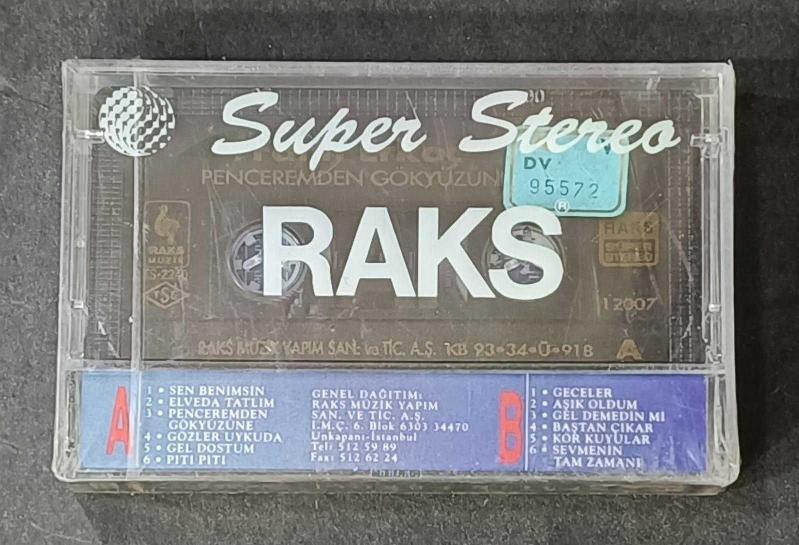 Super Stereo
DV
95572
®
PENCEREMDEN GÖKYÜZÜN
RAKS
RAKS
MÜZİK
TSE
RAKS
SUPER
STEREO
12007
RAKS MÜZİK YAPIM SAN. ve TİC. A.Ş. KB 93•34•Ü•918 A
A
1 • SEN BENİMSİN
2 • ELVEDA TATLIM
3 • PENCEREMDEN
GÖKYÜZÜNE
4 • GÖZLER UYKUDA
5 • GEL DOSTUM
6 • PITI PITI
GENEL DAĞITIM:
RAKS MÜZİK YAPIM
SAN. VE TİC. A.Ş.
İ.M.Ç. 6. Blok 6303 34470
Unkapanı-İstanbul
Tel: 512 59 89
Fax: 512 62 24
B
1 • GECELER
2 • AŞIK OLDUM
3 • GEL DEMEDİN Mİ
4 • BAŞTAN ÇIKAR
5 • KÖR KUYULAR
6 • SEVMENİN
TAM ZAMANI